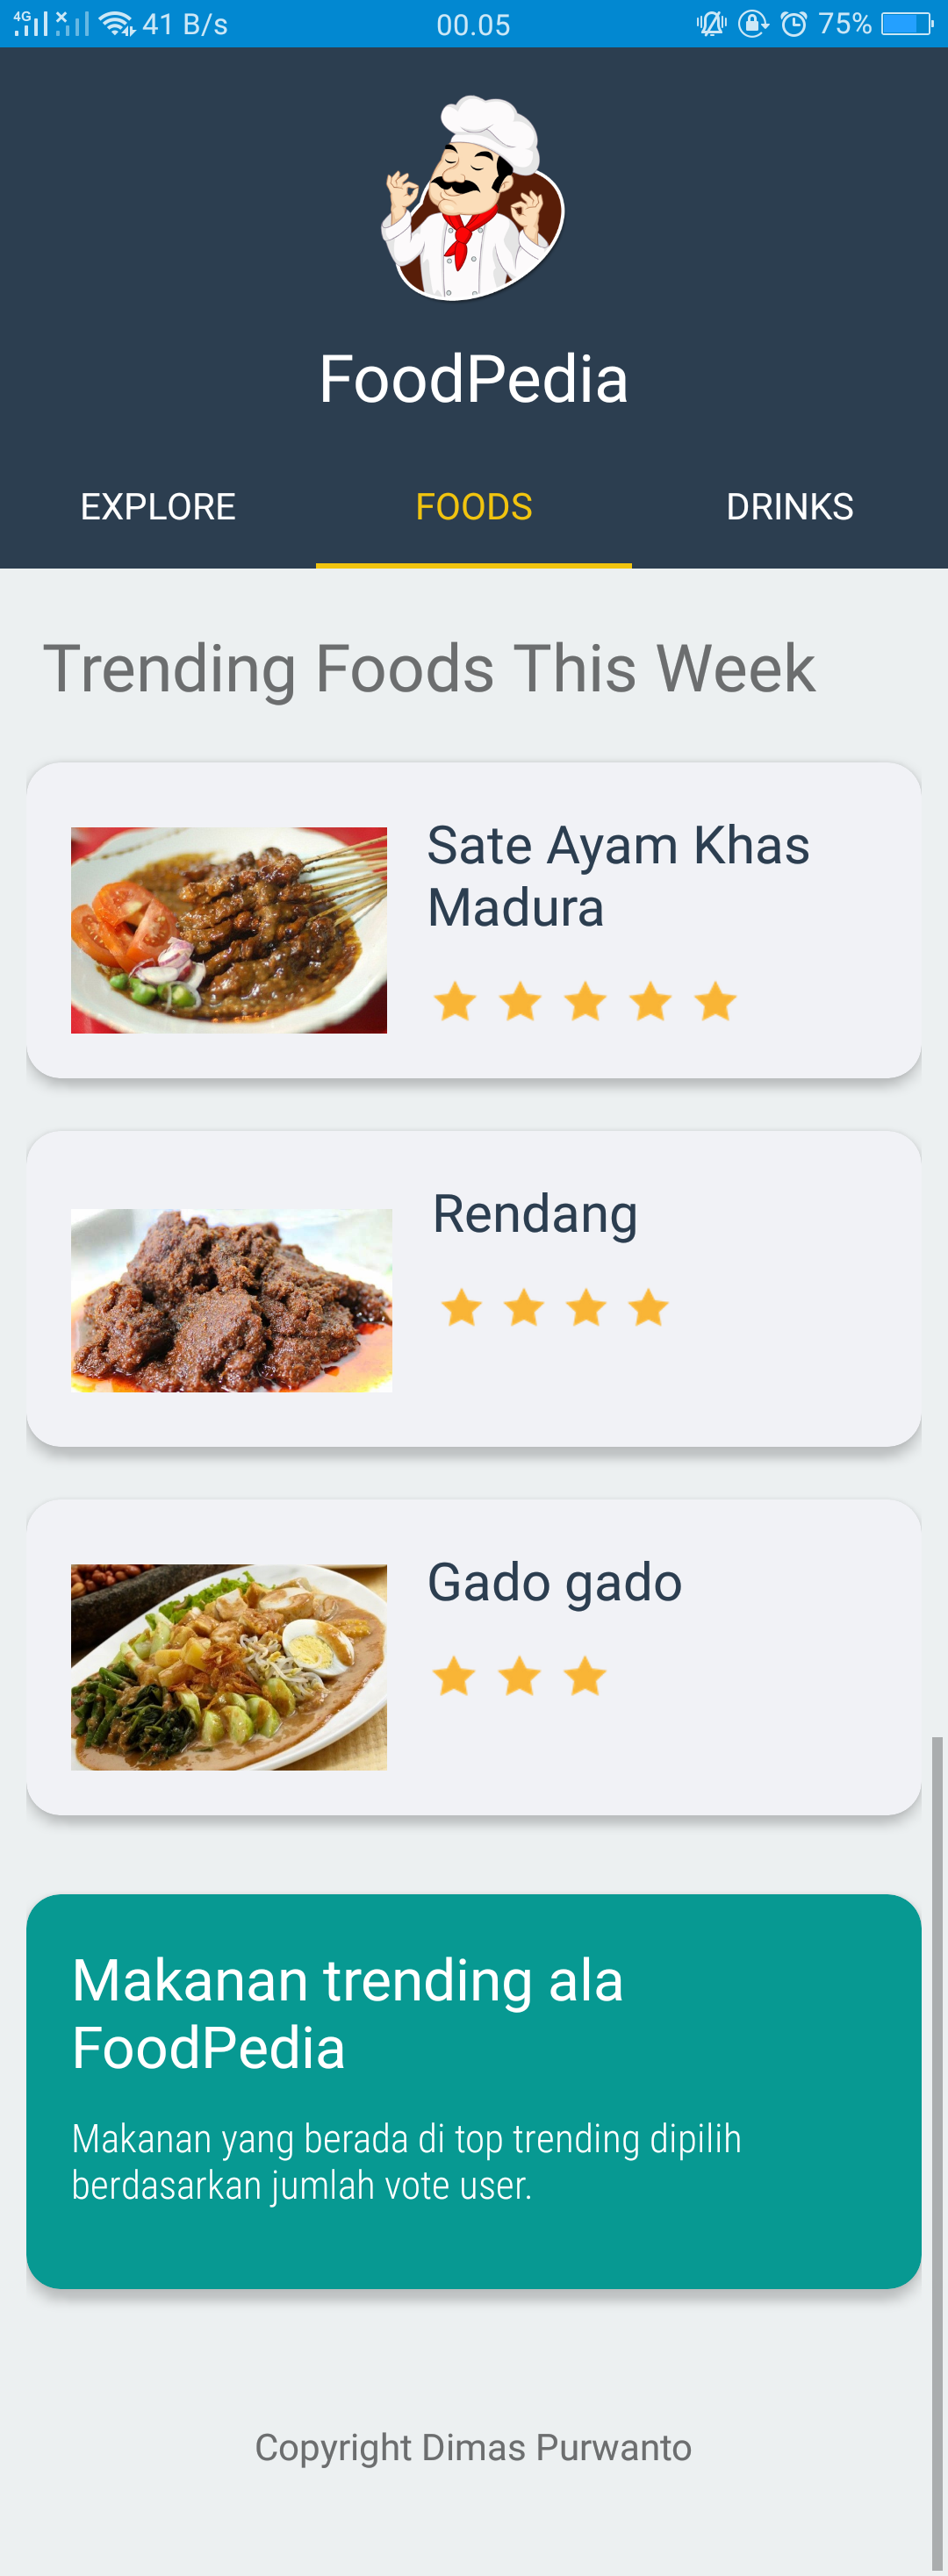 4G 41 B/s 00.05 75%
FoodPedia
EXPLORE FOODS DRINKS
Trending Foods This Week
Sate Ayam Khas
Madura
Rendang
Gado gado
Makanan trending ala
FoodPedia
Makanan yang berada di top trending dipilih
berdasarkan jumlah vote user.
Copyright Dimas Purwanto